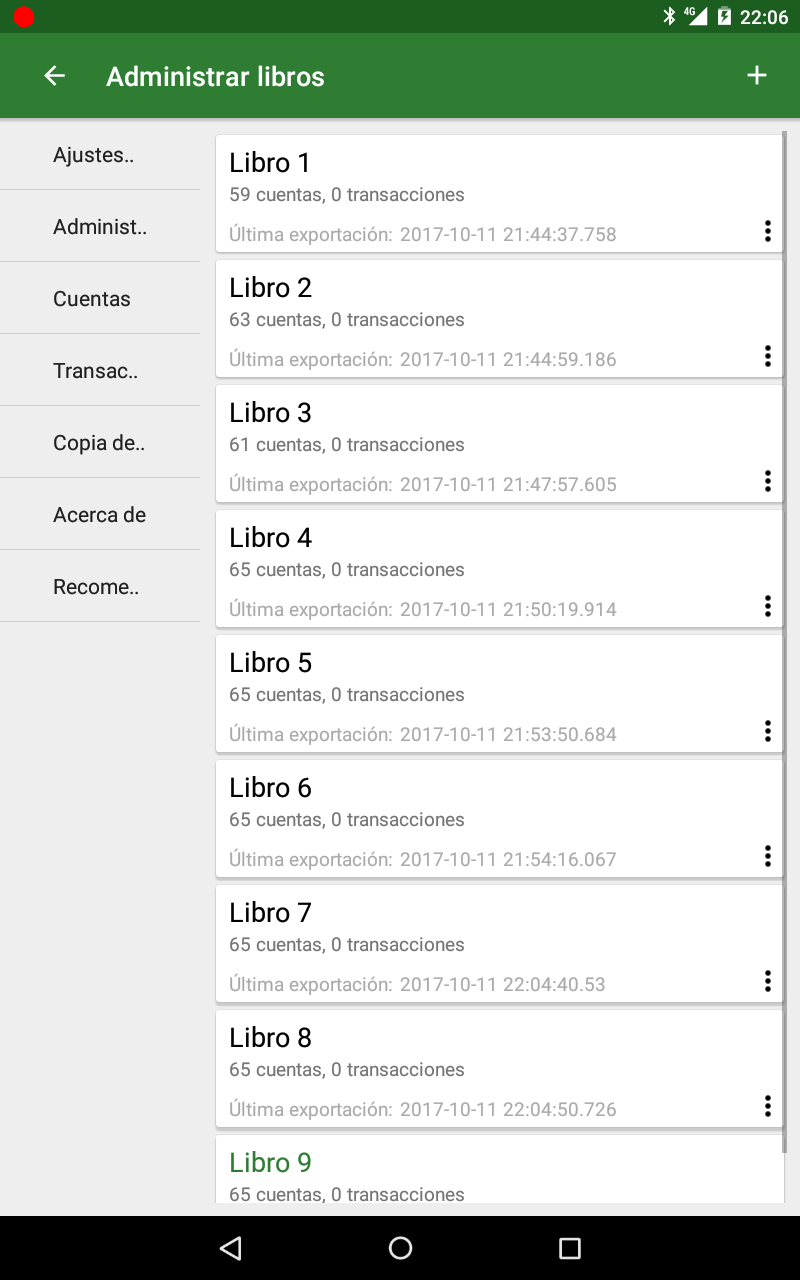 4G 22:06
Administrar libros
Ajustes..
Administ..
Cuentas
Transac..
Copia de..
Acerca de
Recome..
Libro 1
59 cuentas, 0 transacciones
Última exportación: 2017-10-11 21:44:37.758
Libro 2
63 cuentas, 0 transacciones
Última exportación: 2017-10-11 21:44:59.186
Libro 3
61 cuentas, 0 transacciones
Última exportación: 2017-10-11 21:47:57.605
Libro 4
65 cuentas, 0 transacciones
Última exportación: 2017-10-11 21:50:19.914
Libro 5
65 cuentas, 0 transacciones
Última exportación: 2017-10-11 21:53:50.684
Libro 6
65 cuentas, 0 transacciones
Última exportación: 2017-10-11 21:54:16.067
Libro 7
65 cuentas, 0 transacciones
Última exportación: 2017-10-11 22:04:40.53
Libro 8
65 cuentas, 0 transacciones
Última exportación: 2017-10-11 22:04:50.726
Libro 9
65 cuentas, 0 transacciones